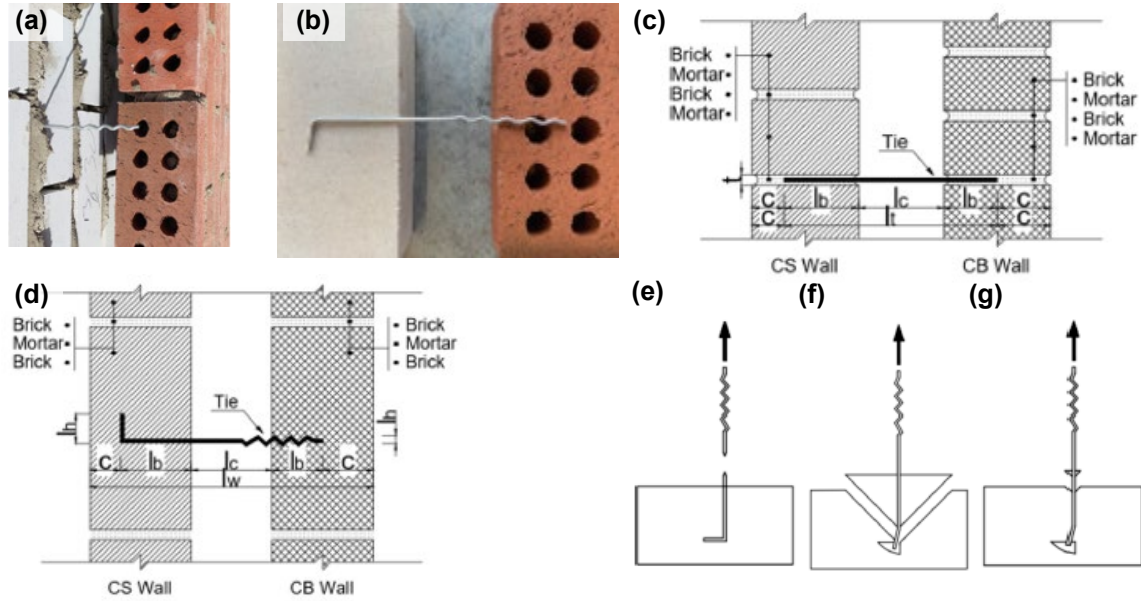 (a)
(b)
(c)
Brick
Mortar
Brick
Mortar
Brick
Mortar
Brick
Mortar
Tie
t
C lb lc lb C
C lt C
CS Wall CB Wall
(d)
Brick
Mortar
Brick
Brick
Mortar
Brick
Tie
lh
lh
C lb lc lb C
lw
CS Wall CB Wall
(e)
(f)
(g)